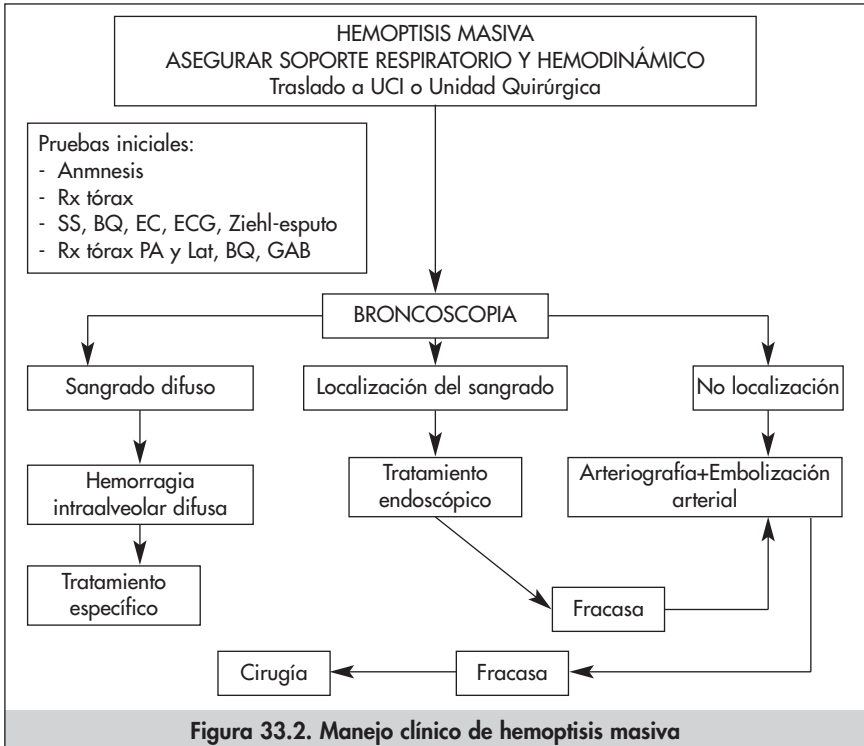 HEMOPTISIS MASIVA
ASEGURAR SOPORTE RESPIRATORIO Y HEMODINÁMICO
Traslado a UCI o Unidad Quirúrgica
Pruebas iniciales:
- Anmnesis
- Rx tórax
- SS, BQ, EC, ECG, Ziehl-esputo
- Rx tórax PA y Lat, BQ, GAB
BRONCOSCOPIA
Sangrado difuso
Localización del sangrado
No localización
Hemorragia
intraalveolar difusa
Tratamiento
endoscópico
Arteriografía+Embolización
arterial
Tratamiento
específico
Fracasa
Cirugía
Fracasa
Figura 33.2. Manejo clínico de hemoptisis masiva